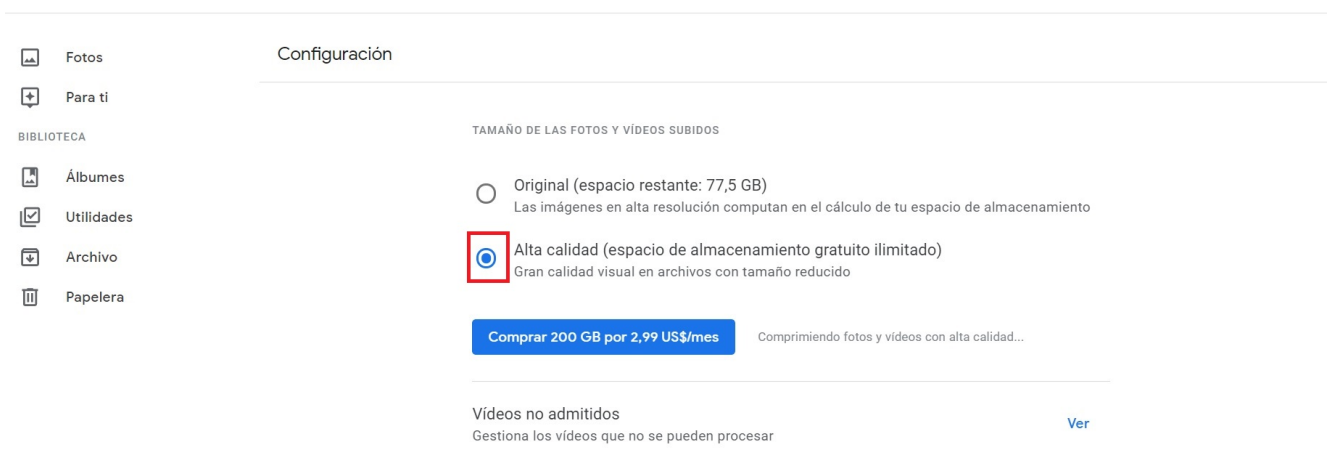 Fotos
Para ti
BIBLIOTECA
Álbumes
Utilidades
Archivo
Papelera
Configuración
TAMAÑO DE LAS FOTOS Y VÍDEOS SUBIDOS
Original (espacio restante: 77,5 GB)
Las imágenes en alta resolución computan en el cálculo de tu espacio de almacenamiento
Alta calidad (espacio de almacenamiento gratuito ilimitado)
Gran calidad visual en archivos con tamaño reducido
Comprar 200 GB por 2,99 US$/mes
Comprimiendo fotos y vídeos con alta calidad...
Vídeos no admitidos
Gestiona los vídeos que no se pueden procesar
Ver